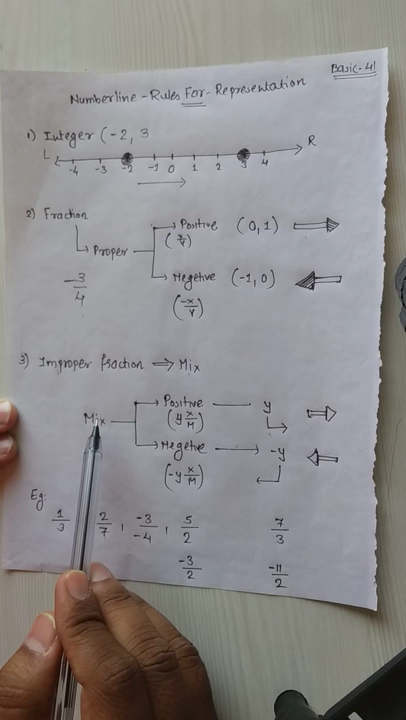 Basic-41
Numberline - Rules For - Representation
1) Integer (-2, 3
L -4 -3 -2 -1 0 1 2 3 4 R
2) Fraction
Proper
Positive (x/y) (0,1)
Negetive (-x/y) (-1,0)
-3/4
3) Improper fraction ⇒ Mix
Mix
Positive (y x/M) y
Negetive (-y x/M) -y
Eg:
1/3 2/7 , -3/-4 , 5/2 7/3
-3/2 -11/2